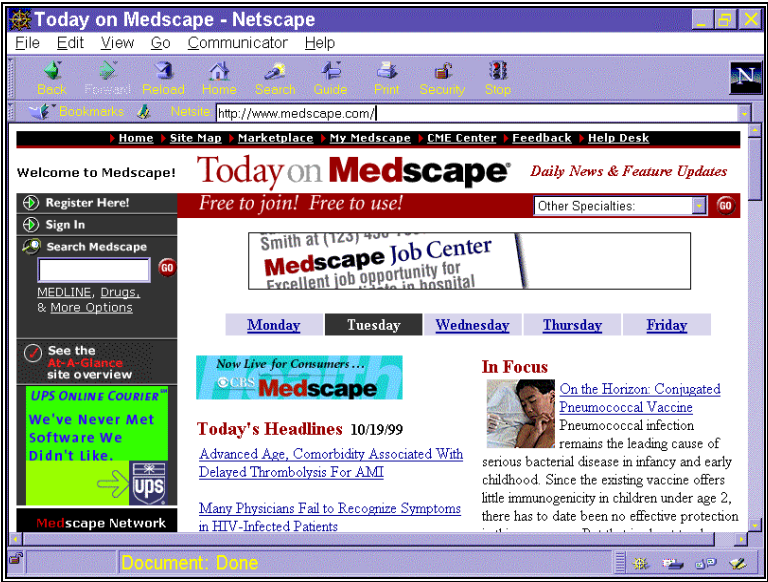 Today on Medscape - Netscape
File Edit View Go Communicator Help
Back Forward Reload Home Search Guide Print Security Stop
N
Bookmarks Netsite http://www.medscape.com/
Home Site Map Marketplace My Medscape CME Center Feedback Help Desk
Welcome to Medscape!
Today on Medscape
Daily News & Feature Updates
Register Here!
Free to join! Free to use!
Other Specialties:
GO
Sign In
Search Medscape
GO
MEDLINE, Drugs,
& More Options
Smith at (123)
Medscape Job Center
Excellent job opportunity for
in hospital
Monday Tuesday Wednesday Thursday Friday
See the
At-A-Glance
site overview
UPS ONLINE COURIER
We've Never Met
Software We
Didn't Like.
ups
Medscape Network
Now Live for Consumers...
Health
CBS Medscape
Today's Headlines 10/19/99
Advanced Age, Comorbidity Associated With
Delayed Thrombolysis For AMI
Many Physicians Fail to Recognize Symptoms
in HIV-Infected Patients
In Focus
On the Horizon: Conjugated
Pneumococcal Vaccine
Pneumococcal infection
remains the leading cause of
serious bacterial disease in infancy and early
childhood. Since the existing vaccine offers
little immunogenicity in children under age 2,
there has to date been no effective protection
Document: Done